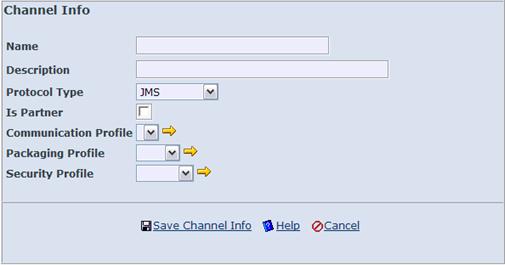 Channel Info
Name
Description
Protocol Type JMS
Is Partner
Communication Profile
Packaging Profile
Security Profile
Save Channel Info Help Cancel